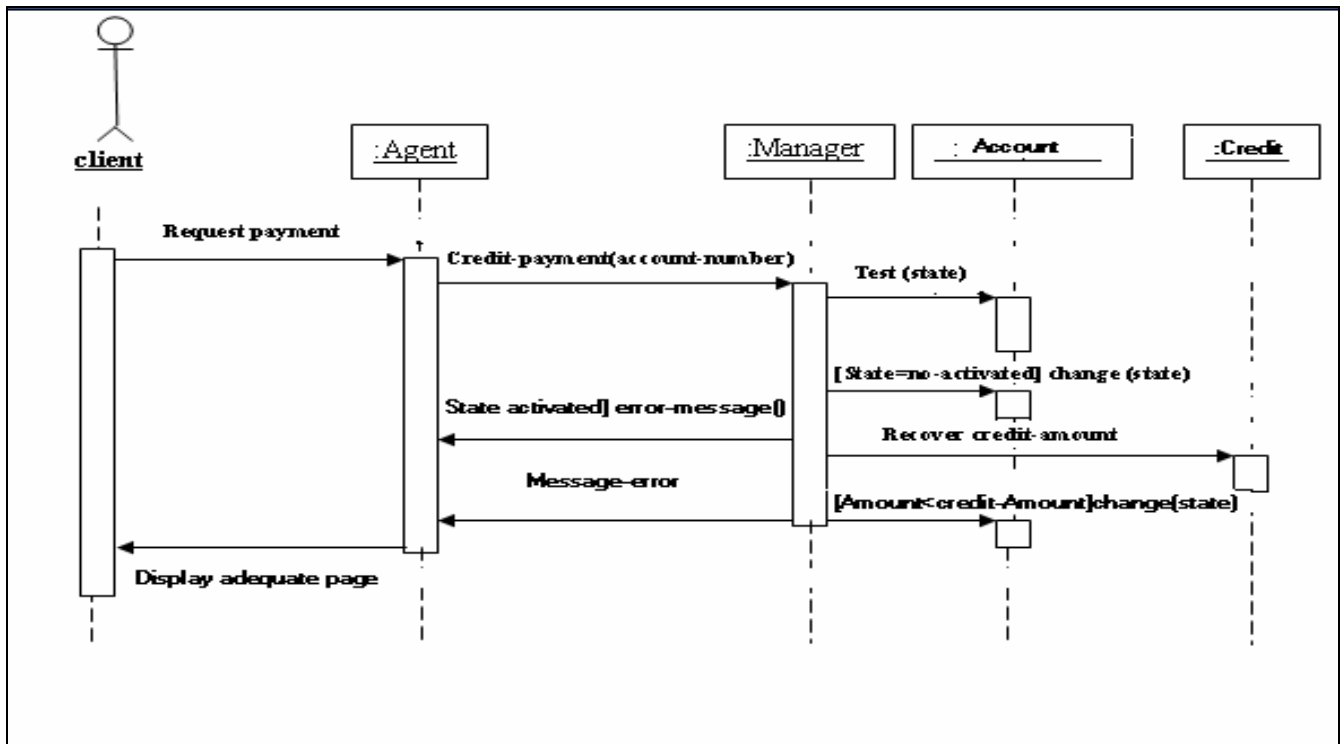 client
:Agent
:Manager
: Account
:Credit
Request payment
Credit-payment(account-number)
Test (state)
[State=no-activated] change (state)
State activated] error-message()
Recover credit-amount
Message-error
[Amount<credit-Amount]change(state)
Display adequate page